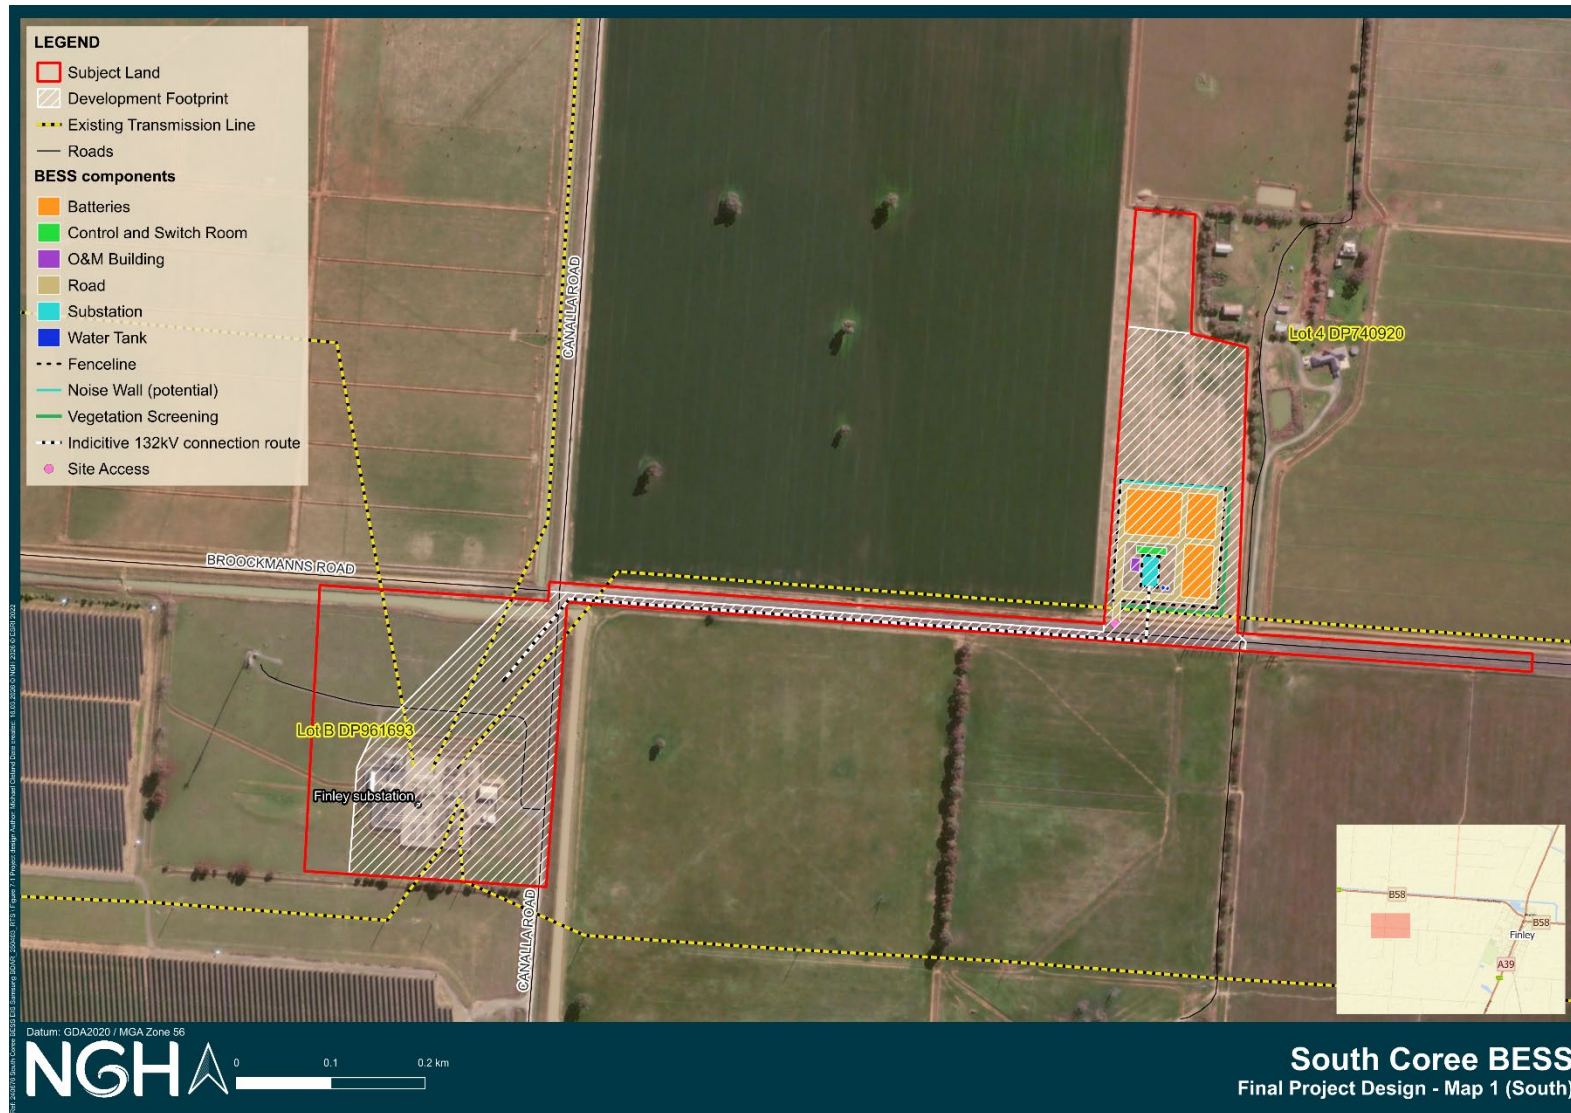 LEGEND
Subject Land
Development Footprint
Existing Transmission Line
Roads
BESS components
Batteries
Control and Switch Room
O&M Building
Road
Substation
Water Tank
Fenceline
Noise Wall (potential)
Vegetation Screening
Indicitive 132kV connection route
Site Access
CANALLA ROAD
Lot 4 DP740920
BROOCKMANNS ROAD
Lot B DP961693
Finley substation
CANALLA ROAD
B58
B58
Finley
A39
Datum: GDA2020 / MGA Zone 56
NGH
0 0.1 0.2 km
South Coree BESS
Final Project Design - Map 1 (South)